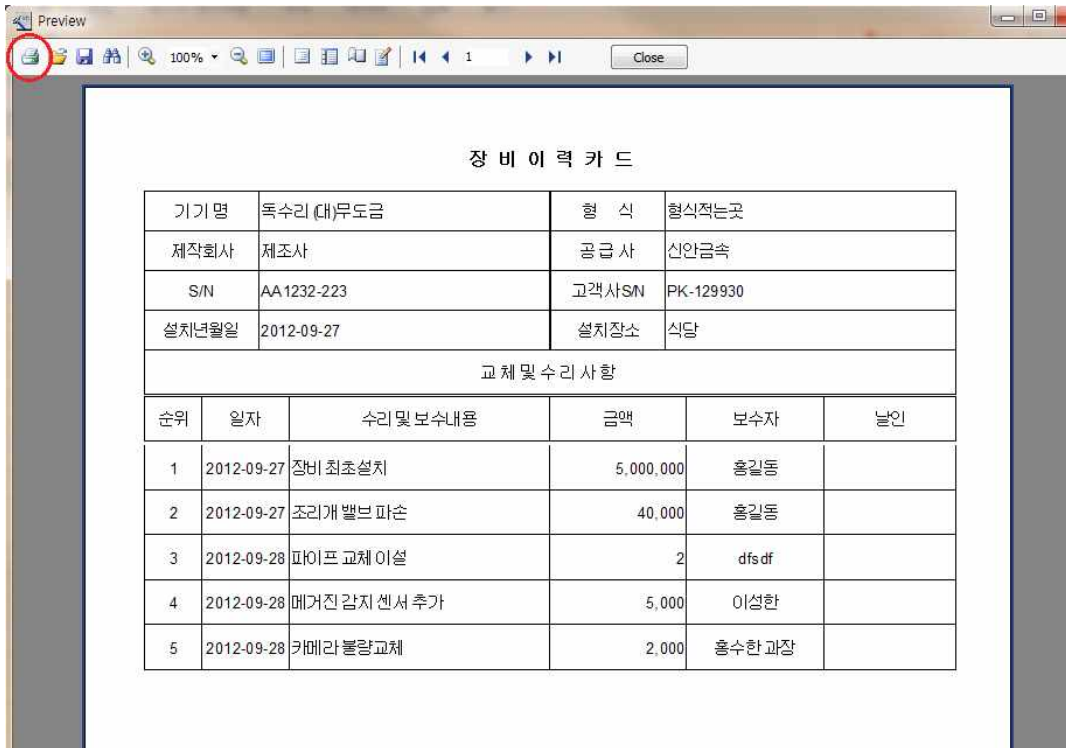 Preview
100% 1 Close
장 비 이 력 카 드
기기명 독수리 (대)무도금 형 식 형식적는곳
제작회사 제조사 공급사 신안금속
S/N AA1232-223 고객사S/N PK-129930
설치년월일 2012-09-27 설치장소 식당
교체및수리사항
순위 일자 수리및보수내용 금액 보수자 날인
1 2012-09-27 장비 최초설치 5,000,000 홍길동
2 2012-09-27 조리개 밸브 파손 40,000 홍길동
3 2012-09-28 파이프 교체 이설 2 dfsdf
4 2012-09-28 메거진 감지 센서 추가 5,000 이성한
5 2012-09-28 카메라 불량교체 2,000 홍수한 과장